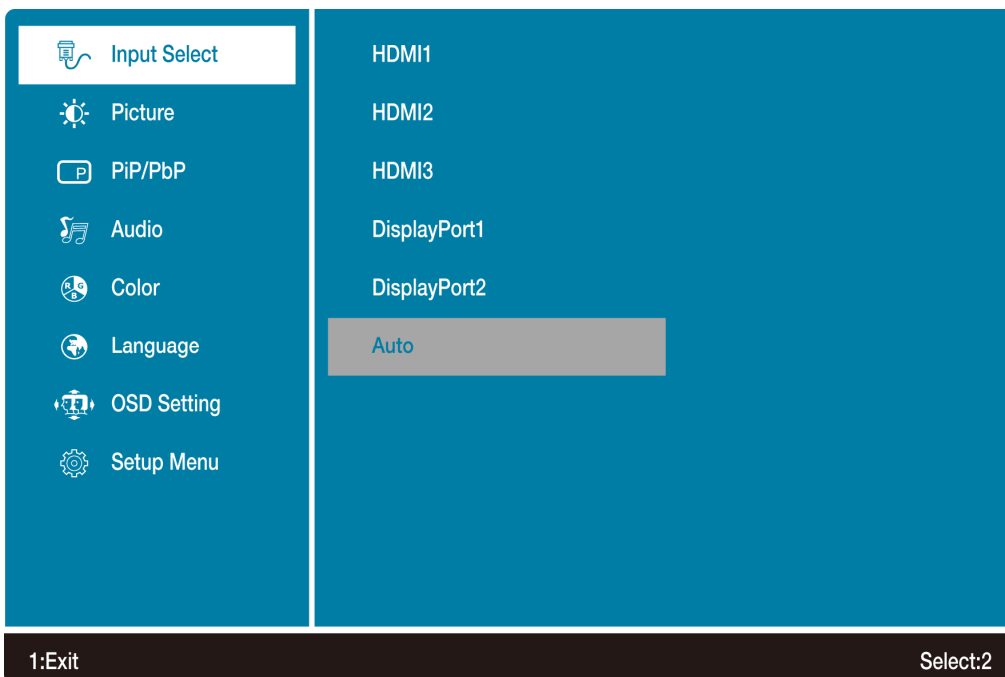 Input Select
Picture
PiP/PbP
Audio
Color
Language
OSD Setting
Setup Menu
HDMI1
HDMI2
HDMI3
DisplayPort1
DisplayPort2
Auto
1:Exit
Select:2